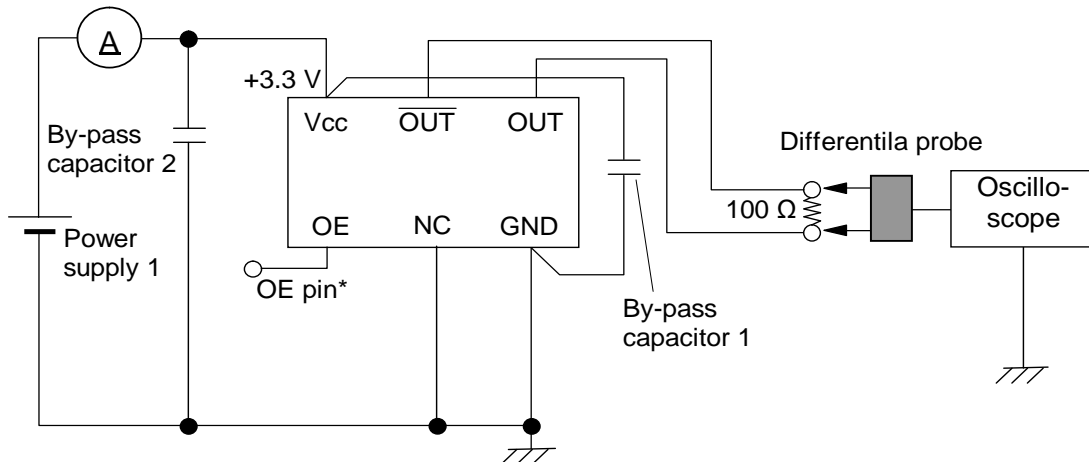 A
+3.3 V
Vcc
OUT
OUT
By-pass
capacitor 2
Differentila probe
Oscillo-
scope
100 Ω
OE
NC
GND
Power
supply 1
OE pin*
By-pass
capacitor 1